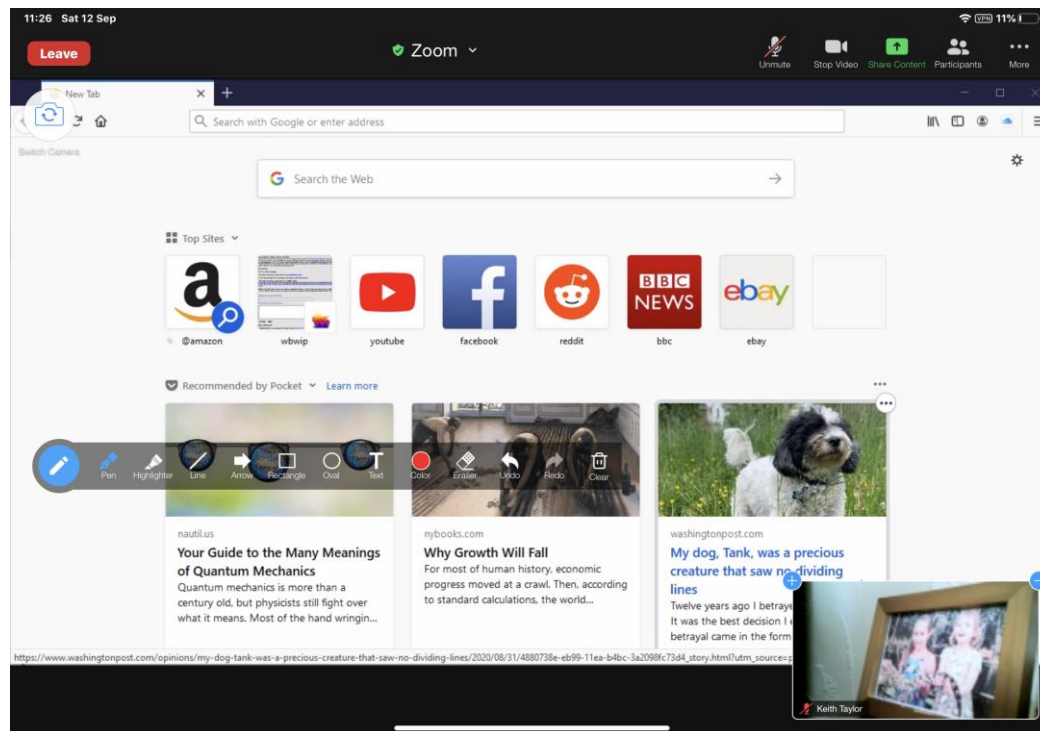 11:26 Sat 12 Sep
VPN 11%
Leave
Zoom
Unmute
Stop Video
Share Content
Participants
More
New Tab
Search with Google or enter address
Switch Camera
G Search the Web
Top Sites
a
BBC
NEWS
ebay
@amazon
wbwip
youtube
facebook
reddit
bbc
ebay
Recommended by Pocket
Learn more
Pen
Highlighter
Line
Arrow
Rectangle
Oval
T
Text
Color
Eraser
Undo
Redo
Clear
nautil.us
Your Guide to the Many Meanings
of Quantum Mechanics
Quantum mechanics is more than a
century old, but physicists still fight over
what it means. Most of the hand wringin...
nybooks.com
Why Growth Will Fall
For most of human history, economic
progress moved at a crawl. Then, according
to standard calculations, the world...
washingtonpost.com
My dog, Tank, was a precious
creature that saw no dividing
lines
Twelve years ago I betraye
It was the best decision I
betrayal came in the form
https://www.washingtonpost.com/opinions/my-dog-tank-was-a-precious-creature-that-saw-no-dividing-lines/2020/08/31/4880738e-eb99-11ea-b4bc-3a2098fc73d4_story.html?utm_source=p
Keith Taylor